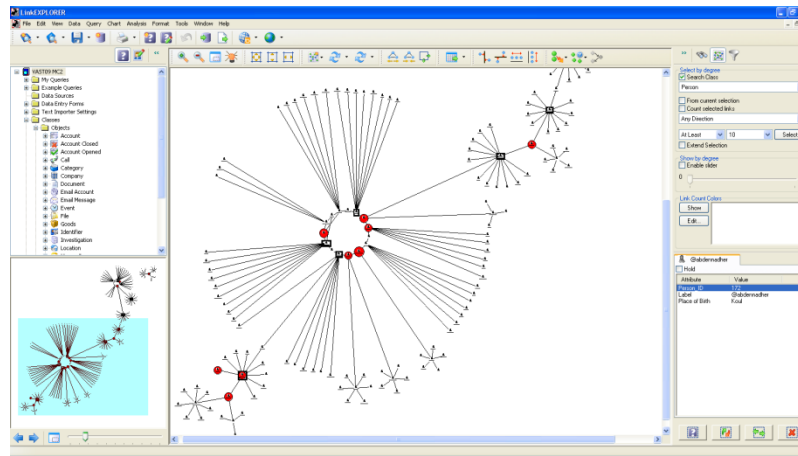 LinkEXPLORER
File Edit View Data Query Chart Analysis Format Tools Window Help
VAST09 MC2
My Queries
Example Queries
Data Sources
Data Entry Forms
Text Importer Settings
Classes
Objects
Account
Account Closed
Account Opened
Call
Category
Company
Document
Email Account
Email Message
Event
File
Goods
Identifier
Investigation
Location
Select by degree
Search Class
Person
From current selection
Count selected links
Any Direction
At Least 10 Select
Extend Selection
Show by degree
Enable slider
0
Link Count Colors
Show
Edit...
@abdernnadher
Hold
Attribute Value
Person_ID 172
Label @abdernnadher
Place of Birth Koul